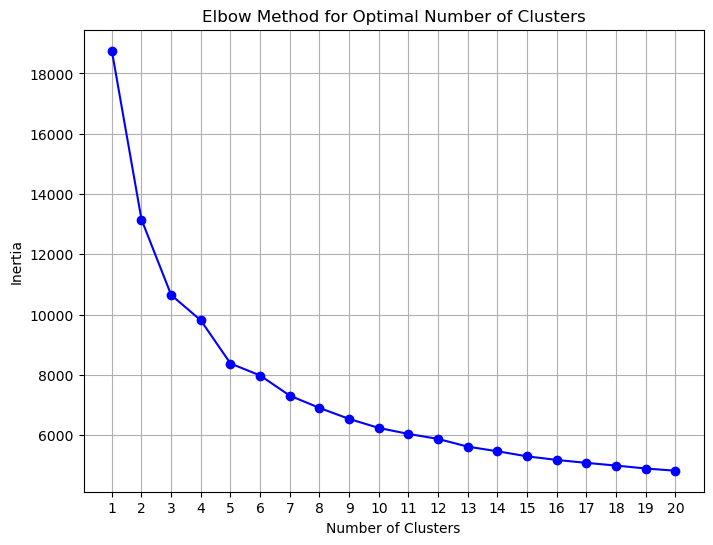 Elbow Method for Optimal Number of Clusters
18000
16000
14000
12000
10000
8000
6000
Inertia
1 2 3 4 5 6 7 8 9 10 11 12 13 14 15 16 17 18 19 20
Number of Clusters